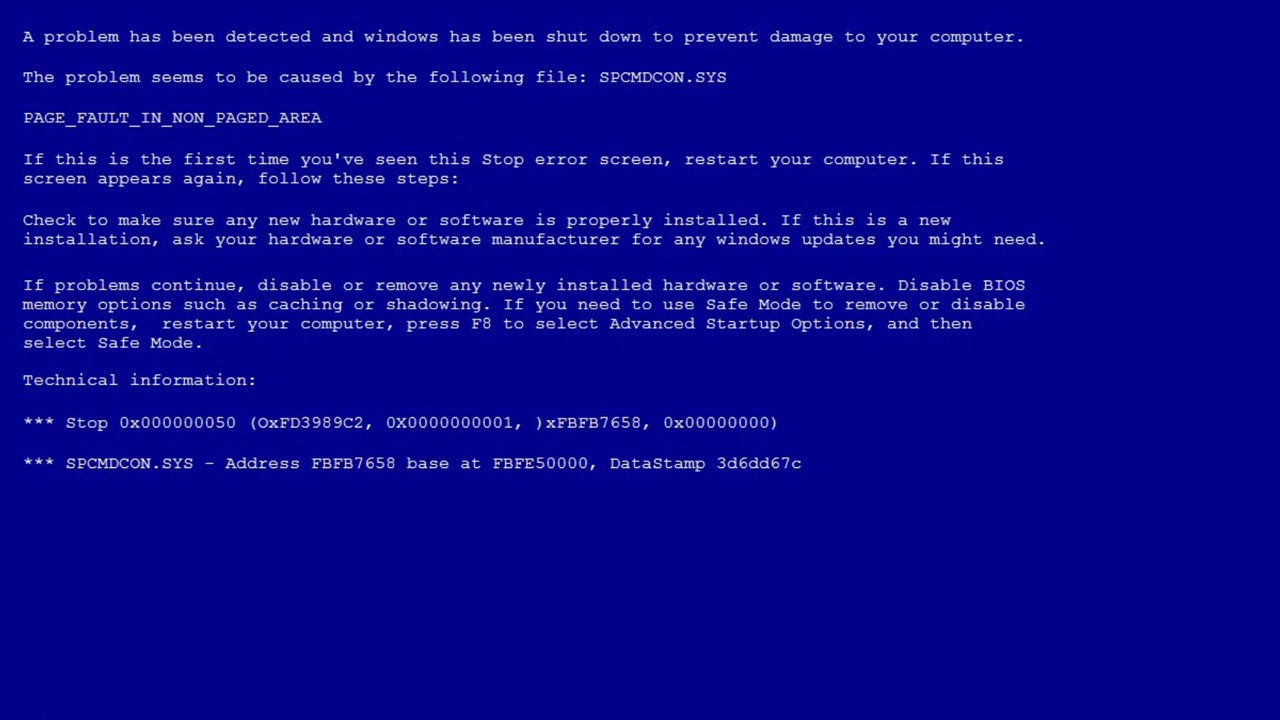 A problem has been detected and windows has been shut down to prevent damage to your computer.
The problem seems to be caused by the following file: SPCMDCON.SYS
PAGE_FAULT_IN_NON_PAGED_AREA
If this is the first time you've seen this Stop error screen, restart your computer. If this
screen appears again, follow these steps:
Check to make sure any new hardware or software is properly installed. If this is a new
installation, ask your hardware or software manufacturer for any windows updates you might need.
If problems continue, disable or remove any newly installed hardware or software. Disable BIOS
memory options such as caching or shadowing. If you need to use Safe Mode to remove or disable
components,  restart your computer, press F8 to select Advanced Startup Options, and then
select Safe Mode.
Technical information:
*** Stop 0x000000050 (OxFD3989C2, 0X0000000001, )xFBFB7658, 0x00000000)
*** SPCMDCON.SYS – Address FBFB7658 base at FBFE50000, DataStamp 3d6dd67c